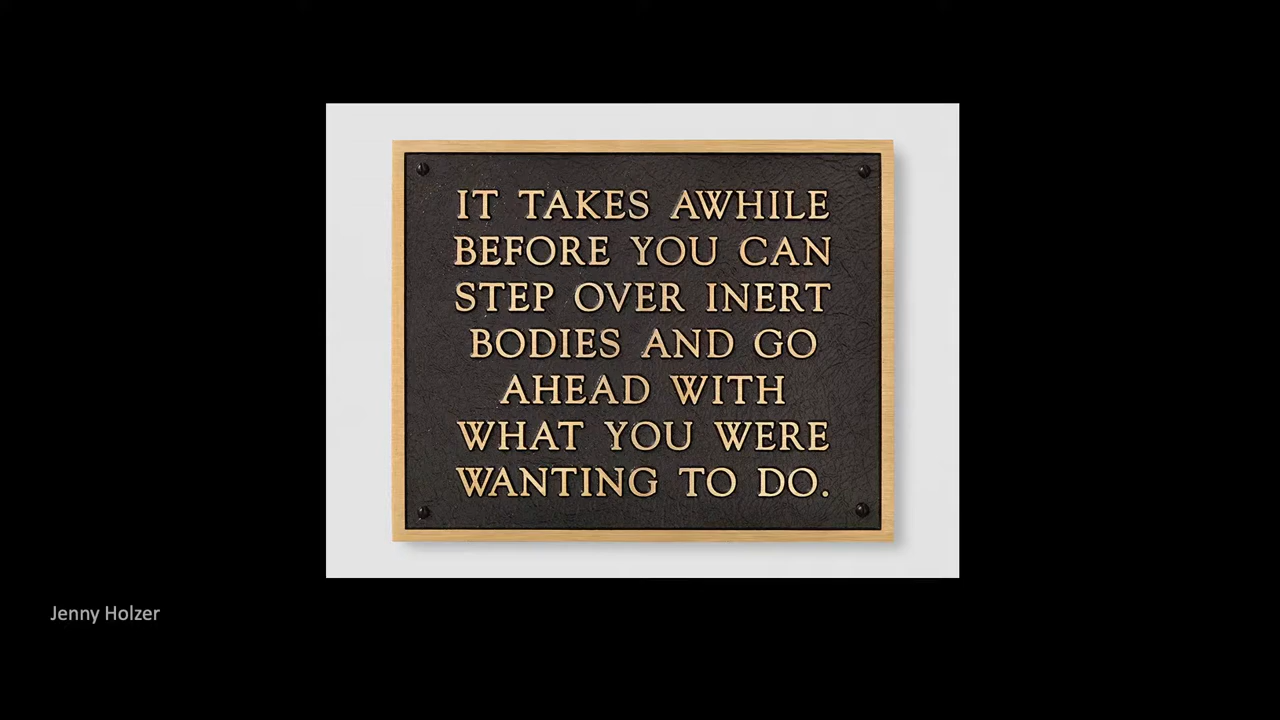 IT TAKES AWHILE
BEFORE YOU CAN
STEP OVER INERT
BODIES AND GO
AHEAD WITH
WHAT YOU WERE
WANTING TO DO.
Jenny Holzer